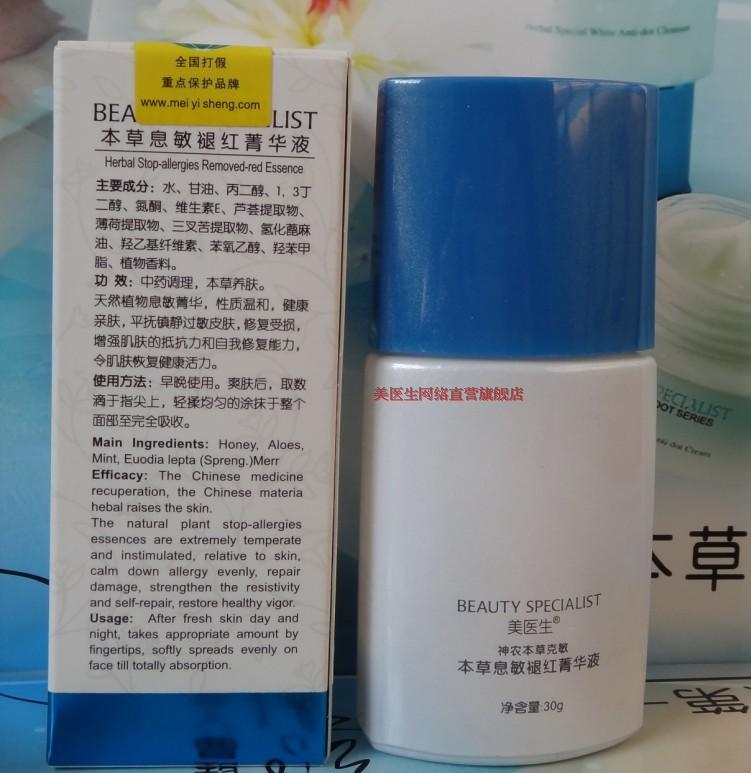 全国打假
重点保护品牌
www.meiyisheng.com
本草息敏褪红菁华液
Herbal Stop-allergies Removed-red Essence
主要成分：水、甘油、丙二醇、1，3丁
二醇、氮酮、维生素E、芦荟提取物、
薄荷提取物、三叉苦提取物、氢化蓖麻
油、羟乙基纤维素、苯氧乙醇、羟苯甲
脂、植物香料。
功 效：中药调理，本草养肤。
天然植物息敏菁华，性质温和，健康
亲肤，平抚镇静过敏皮肤，修复受损，
增强肌肤的抵抗力和自我修复能力，
令肌肤恢复健康活力。
使用方法：早晚使用。爽肤后，取数
滴于指尖上，轻揉均匀的涂抹于整个
面部至完全吸收。
Main Ingredients: Honey, Aloes,
Mint, Euodia lepta (Spreng.)Merr
Efficacy: The Chinese medicine
recuperation, the Chinese materia
hebal raises the skin.
The natural plant stop-allergies
essences are extremely temperate
and instimulated, relative to skin,
calm down allergy evenly, repair
damage, strengthen the resistivity
and self-repair, restore healthy vigor.
Usage: After fresh skin day and
night, takes appropriate amount by
fingertips, softly spreads evenly on
face till totally absorption.
美医生网络直营旗舰店
BEAUTY SPECIALIST
美医生®
神农本草克敏
本草息敏褪红菁华液
净含量:30g
Herbal Special White Anti-dot Cleanser
SPECIALIST
DOT SERIES
本草
第